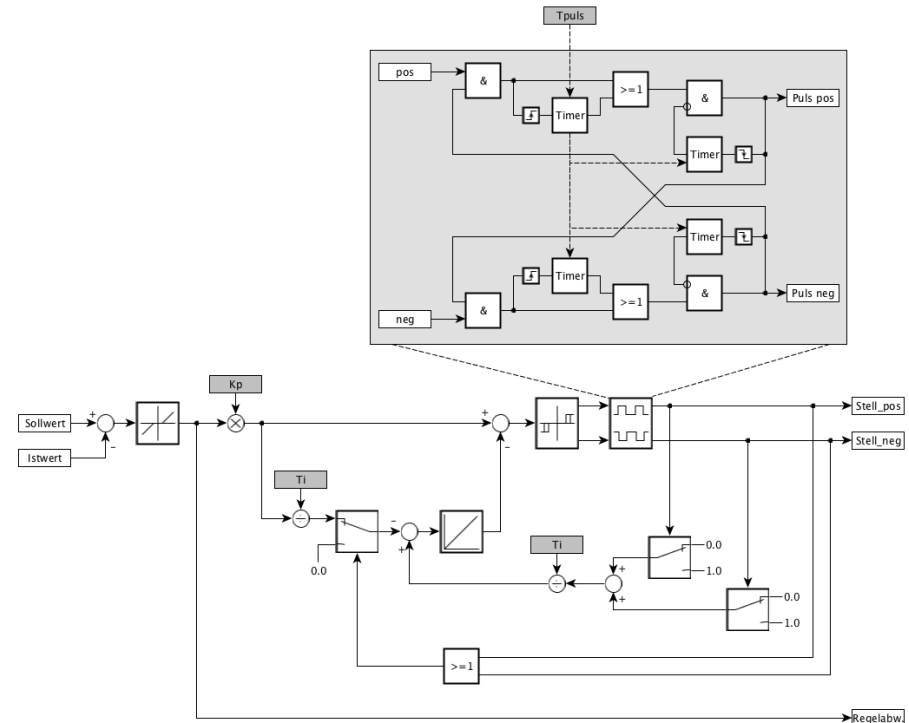 Tpuls
pos
&
>=1
&
Puls pos
Timer
Timer
Timer
Timer
&
>=1
&
Puls neg
neg
Kp
Sollwert
+
-
Istwert
+
-
Stell_pos
Stell_neg
Ti
0.0
-
+
Ti
+
+
0.0
1.0
0.0
1.0
>=1
Regelabw.